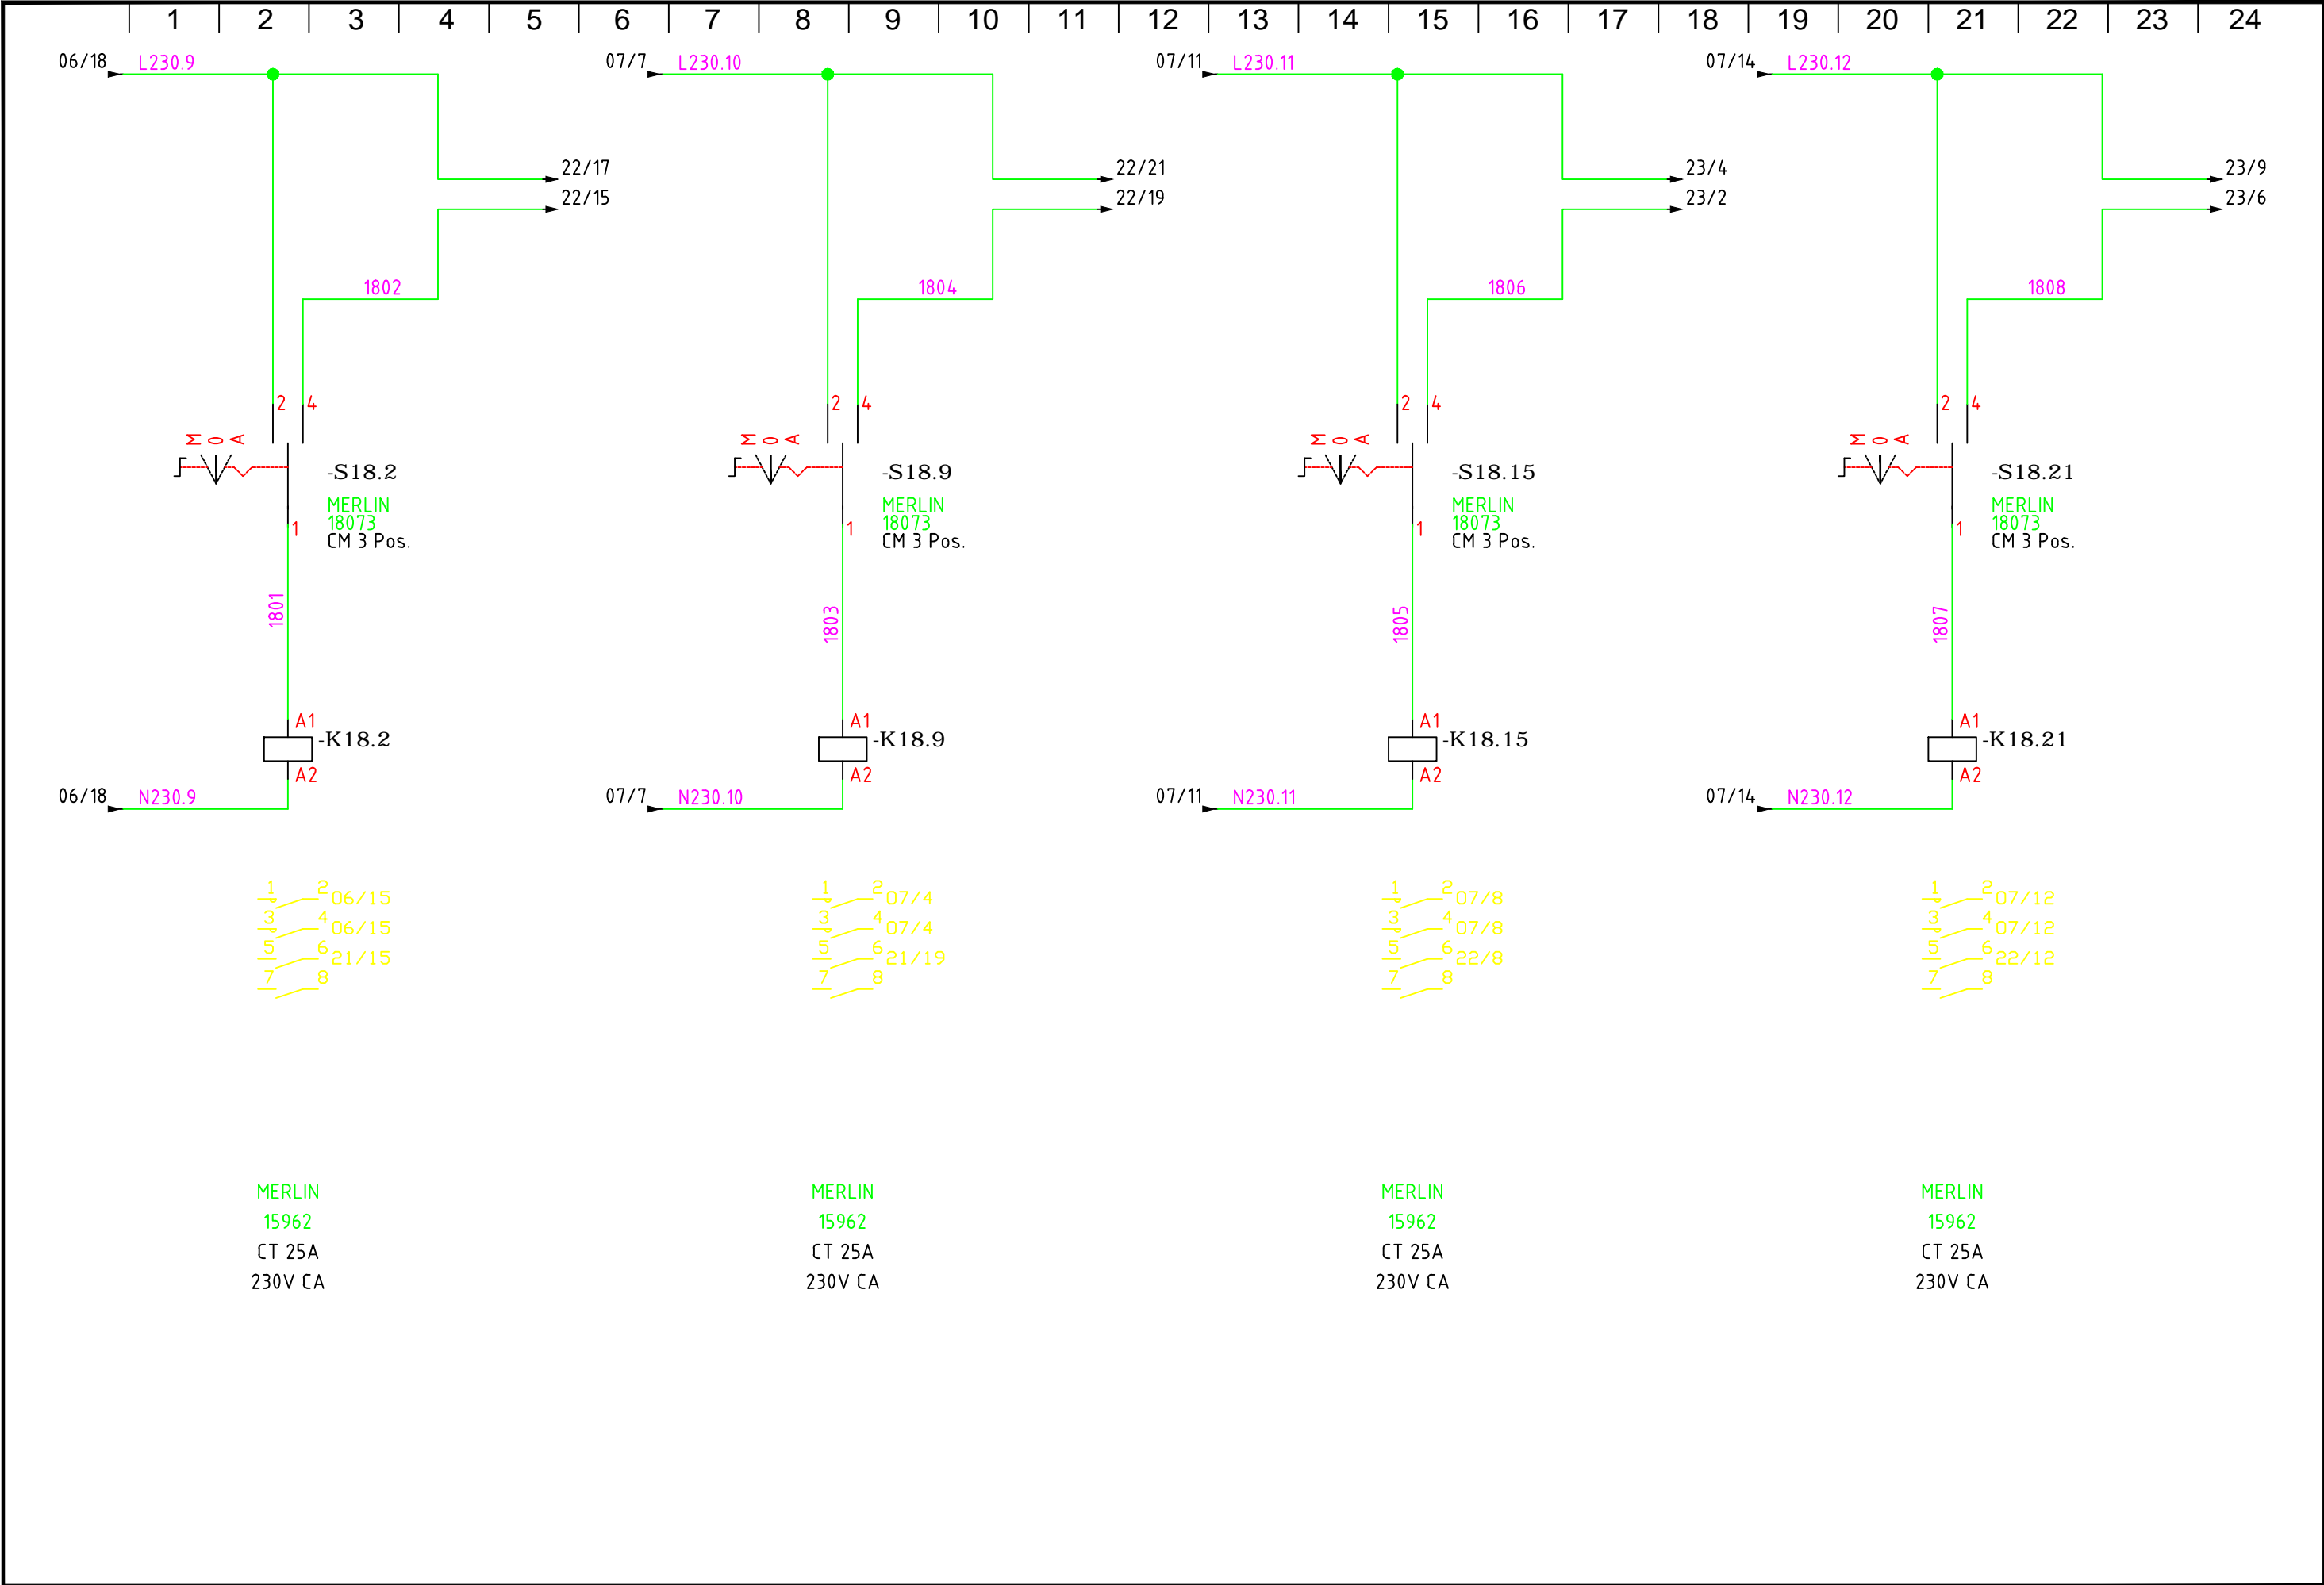 1 2 3 4 5 6 7 8 9 10 11 12 13 14 15 16 17 18 19 20 21 22 23 24
06/18 L230.9 07/7 L230.10 07/11 L230.11 07/14 L230.12
22/17 22/21 23/4 23/9
22/15 22/19 23/2 23/6
1802 1804 1806 1808
2 4 2 4 2 4 2 4
M 0 A M 0 A M 0 A M 0 A
-S18.2 -S18.9 -S18.15 -S18.21
MERLIN MERLIN MERLIN MERLIN
18073 18073 18073 18073
1 1 1 1
CM 3 Pos. CM 3 Pos. CM 3 Pos. CM 3 Pos.
1801 1803 1805 1807
A1 A1 A1 A1
-K18.2 -K18.9 -K18.15 -K18.21
A2 A2 A2 A2
06/18 N230.9 07/7 N230.10 07/11 N230.11 07/14 N230.12
1 2 06/15 1 2 07/4 1 2 07/8 1 2 07/12
3 4 06/15 3 4 07/4 3 4 07/8 3 4 07/12
5 6 21/15 5 6 21/19 5 6 22/8 5 6 22/12
7 8 7 8 7 8 7 8
MERLIN MERLIN MERLIN MERLIN
15962 15962 15962 15962
CT 25A CT 25A CT 25A CT 25A
230V CA 230V CA 230V CA 230V CA